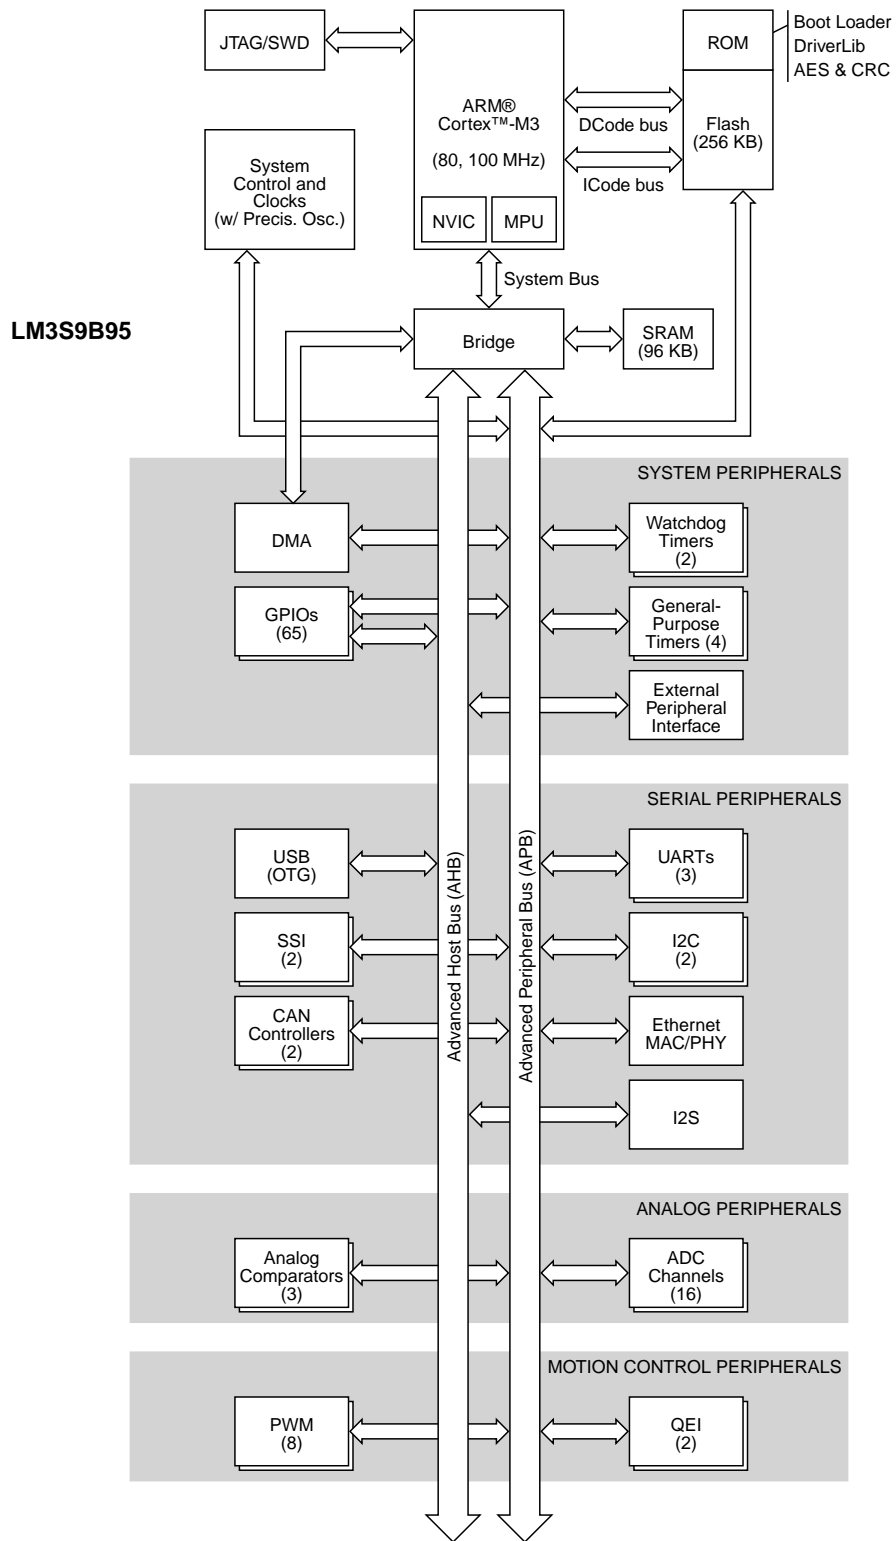 JTAG/SWD
ARM®
Cortex™-M3
(80, 100 MHz)
NVIC
MPU
ROM
Boot Loader
DriverLib
AES & CRC
Flash
(256 KB)
DCode bus
ICode bus
System
Control and
Clocks
(w/ Precis. Osc.)
System Bus
LM3S9B95
Bridge
SRAM
(96 KB)
SYSTEM PERIPHERALS
DMA
Watchdog
Timers
(2)
GPIOs
(65)
General-
Purpose
Timers (4)
External
Peripheral
Interface
Advanced Host Bus (AHB)
Advanced Peripheral Bus (APB)
SERIAL PERIPHERALS
USB
(OTG)
UARTs
(3)
SSI
(2)
I2C
(2)
CAN
Controllers
(2)
Ethernet
MAC/PHY
I2S
ANALOG PERIPHERALS
Analog
Comparators
(3)
ADC
Channels
(16)
MOTION CONTROL PERIPHERALS
PWM
(8)
QEI
(2)